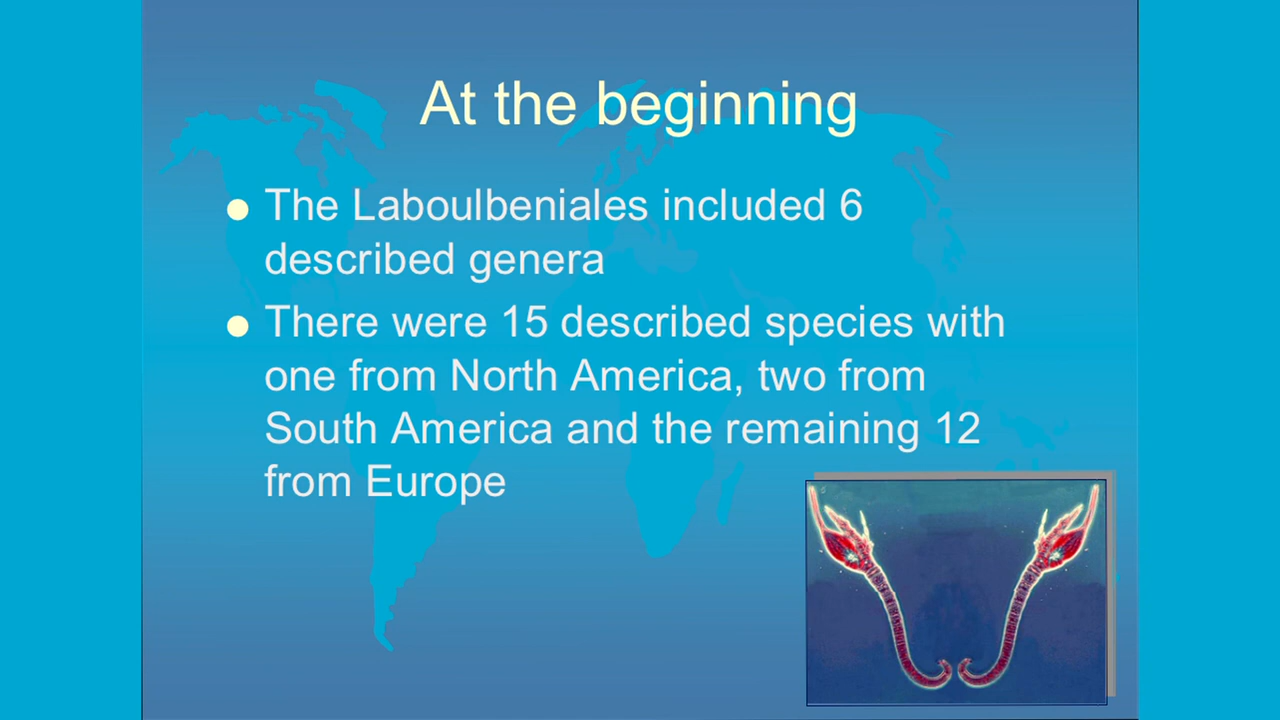 At the beginning
● The Laboulbeniales included 6
described genera
● There were 15 described species with
one from North America, two from
South America and the remaining 12
from Europe